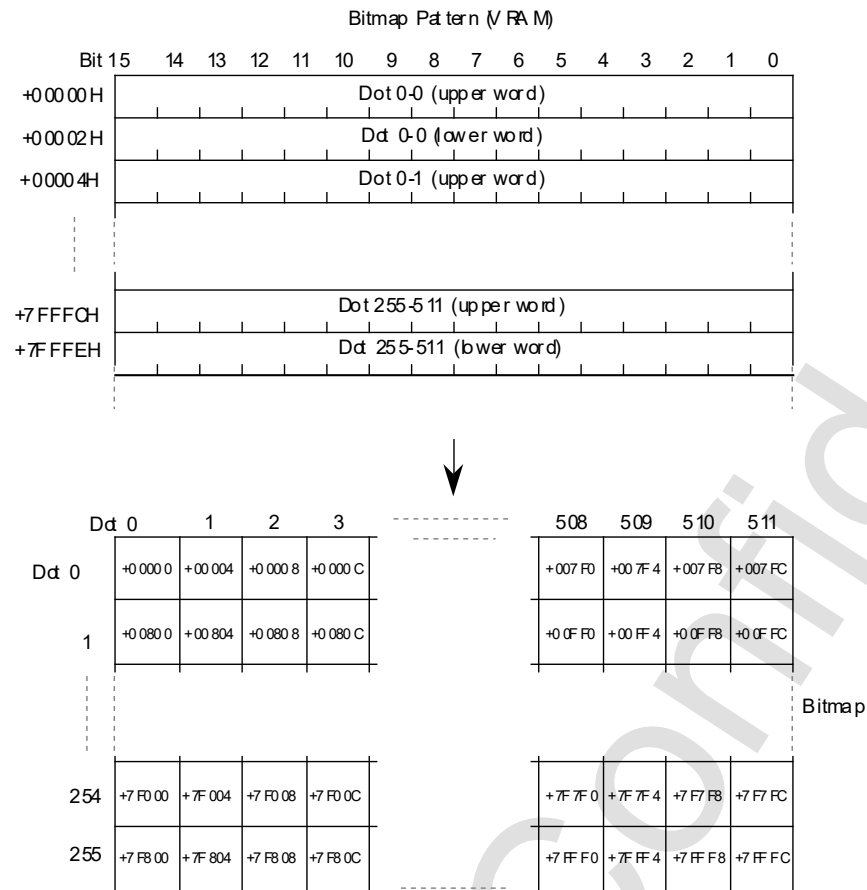 Bitmap Pattern (VRAM)
Bit 15 14 13 12 11 10 9 8 7 6 5 4 3 2 1 0
+00000H Dot 0-0 (upper word)
+00002H Dot 0-0 (lower word)
+00004H Dot 0-1 (upper word)
+7FFFCH Dot 255-511 (upper word)
+7FFFEH Dot 255-511 (lower word)
Dot 0 1 2 3 508 509 510 511
Dot 0 +00000 +00004 +00008 +0000C +007F0 +007F4 +007F8 +007FC
1 +00800 +00804 +00808 +0080C +00FF0 +00FF4 +00FF8 +00FFC
Bitmap
254 +7F000 +7F004 +7F008 +7F00C +7F7F0 +7F7F4 +7F7F8 +7F7FC
255 +7F800 +7F804 +7F808 +7F80C +7FFF0 +7FFF4 +7FFF8 +7FFFC
Confid